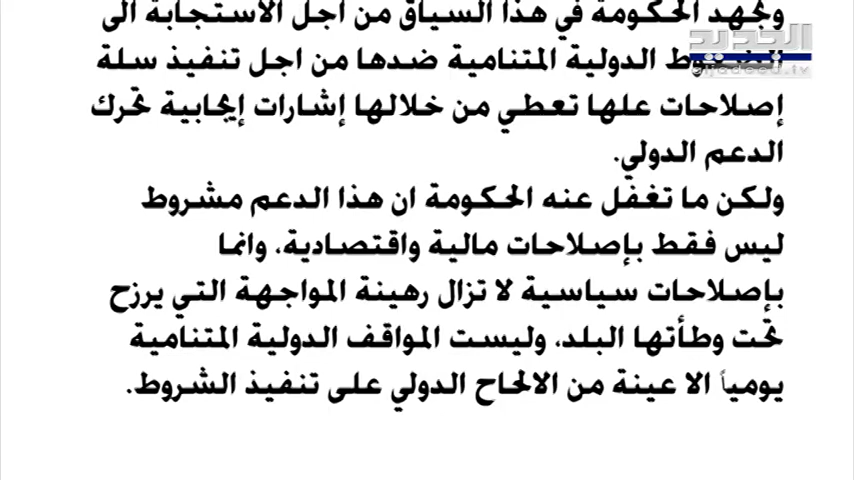 وتجهد الحكومة في هذا السياق من اجل الاستجابة الى
الضغوط الدولية المتنامية ضدها من اجل تنفيذ سلة
إصلاحات علها تعطي من خلالها إشارات إيجابية تحرك
الدعم الدولي.
ولكن ما تغفل عنه الحكومة ان هذا الدعم مشروط
ليس فقط بإصلاحات مالية واقتصادية، وانما
بإصلاحات سياسية لا تزال رهينة المواجهة التي يرزح
تحت وطأتها البلد، وليست المواقف الدولية المتنامية
يومياً الا عينة من الالحاح الدولي على تنفيذ الشروط.
الجديد
aljadeed.tv